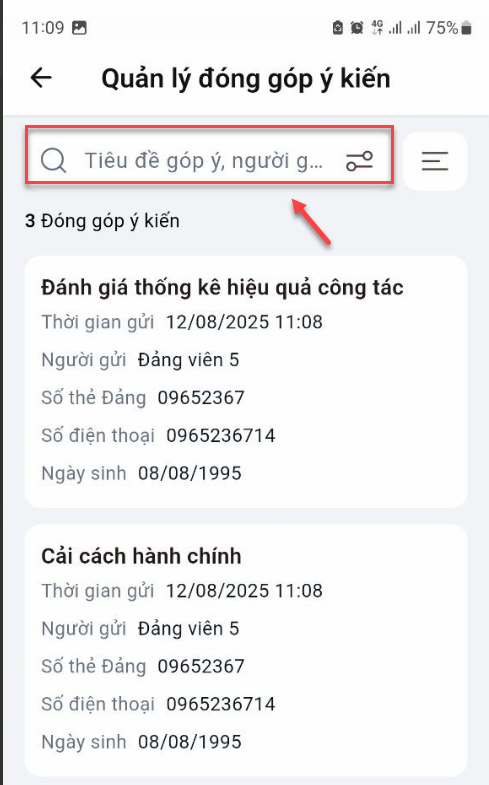 11:09 4G 75%
Quản lý đóng góp ý kiến
Tiêu đề góp ý, người g...
3 Đóng góp ý kiến
Đánh giá thống kê hiệu quả công tác
Thời gian gửi 12/08/2025 11:08
Người gửi Đảng viên 5
Số thẻ Đảng 09652367
Số điện thoại 0965236714
Ngày sinh 08/08/1995
Cải cách hành chính
Thời gian gửi 12/08/2025 11:08
Người gửi Đảng viên 5
Số thẻ Đảng 09652367
Số điện thoại 0965236714
Ngày sinh 08/08/1995